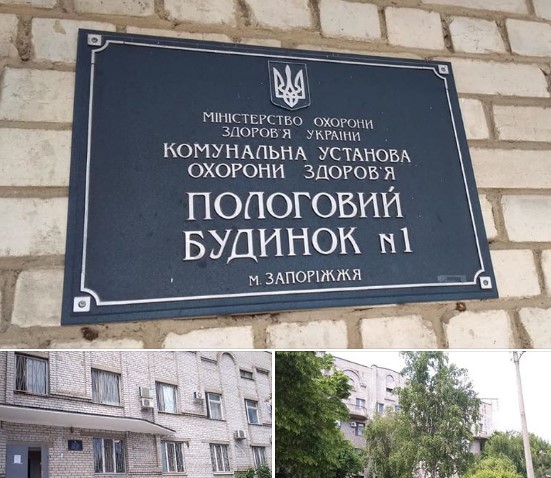 МІНІСТЕРСТВО ОХОРОНИ
ЗДОРОВ'Я УКРАЇНИ
КОМУНАЛЬНА УСТАНОВА
ОХОРОНИ ЗДОРОВ'Я
ПОЛОГОВИЙ
БУДИНОК №1
М. ЗАПОРІЖЖЯ